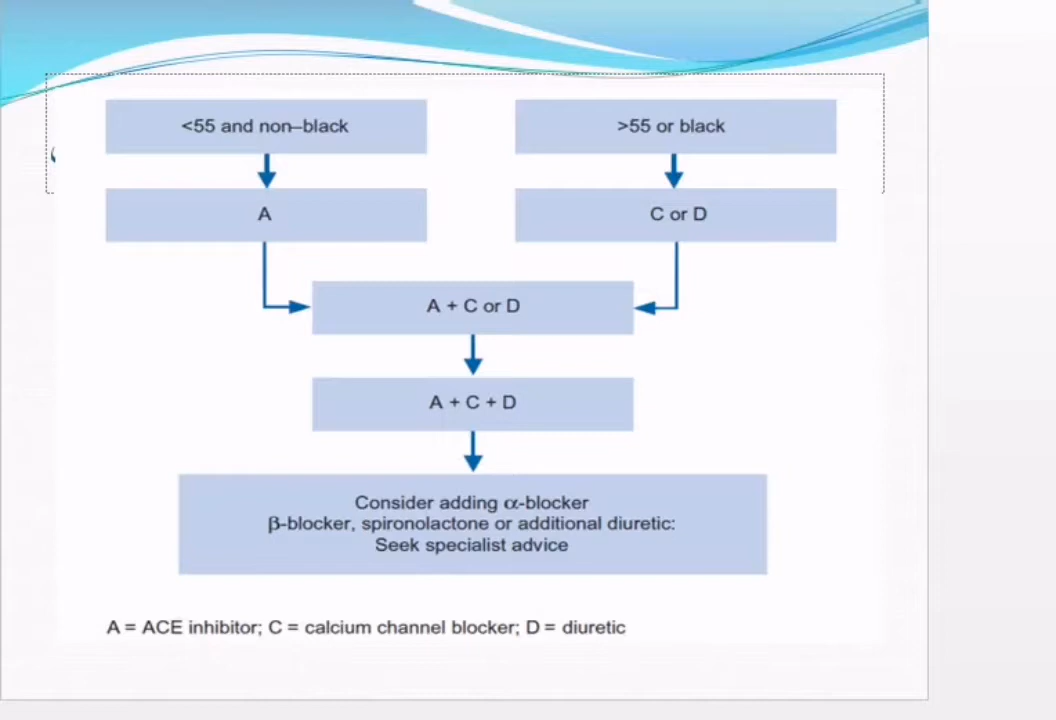 <55 and non–black
>55 or black
A
C or D
A + C or D
A + C + D
Consider adding α-blocker
β-blocker, spironolactone or additional diuretic:
Seek specialist advice
A = ACE inhibitor; C = calcium channel blocker; D = diuretic